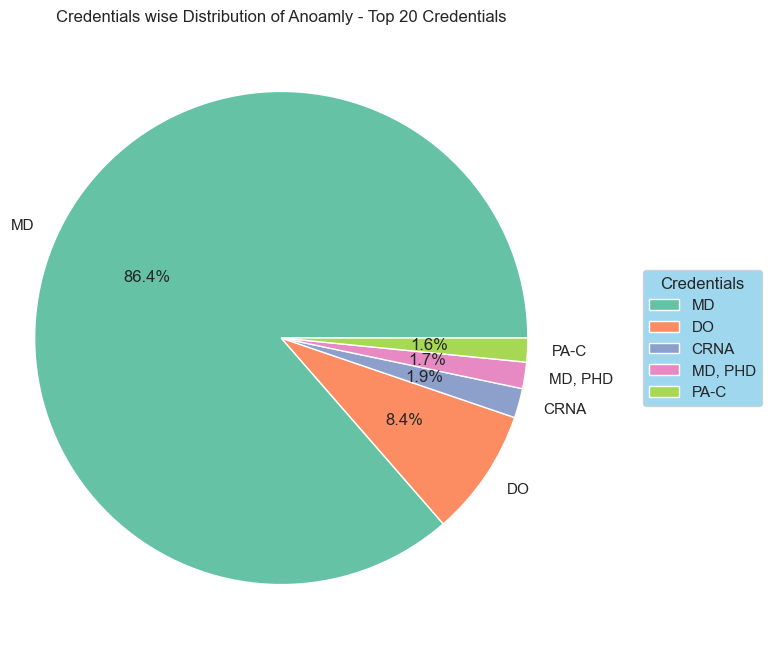 Credentials wise Distribution of Anoamly - Top 20 Credentials
MD
86.4%
1.6%
PA-C
1.7%
MD, PHD
1.9%
CRNA
8.4%
DO
Credentials
MD
DO
CRNA
MD, PHD
PA-C